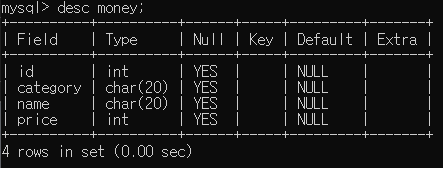 mysql> desc money;
+----------+----------+------+-----+---------+-------+
| Field    | Type     | Null | Key | Default | Extra |
+----------+----------+------+-----+---------+-------+
| id       | int      | YES  |     | NULL    |       |
| category | char(20) | YES  |     | NULL    |       |
| name     | char(20) | YES  |     | NULL    |       |
| price    | int      | YES  |     | NULL    |       |
+----------+----------+------+-----+---------+-------+
4 rows in set (0.00 sec)